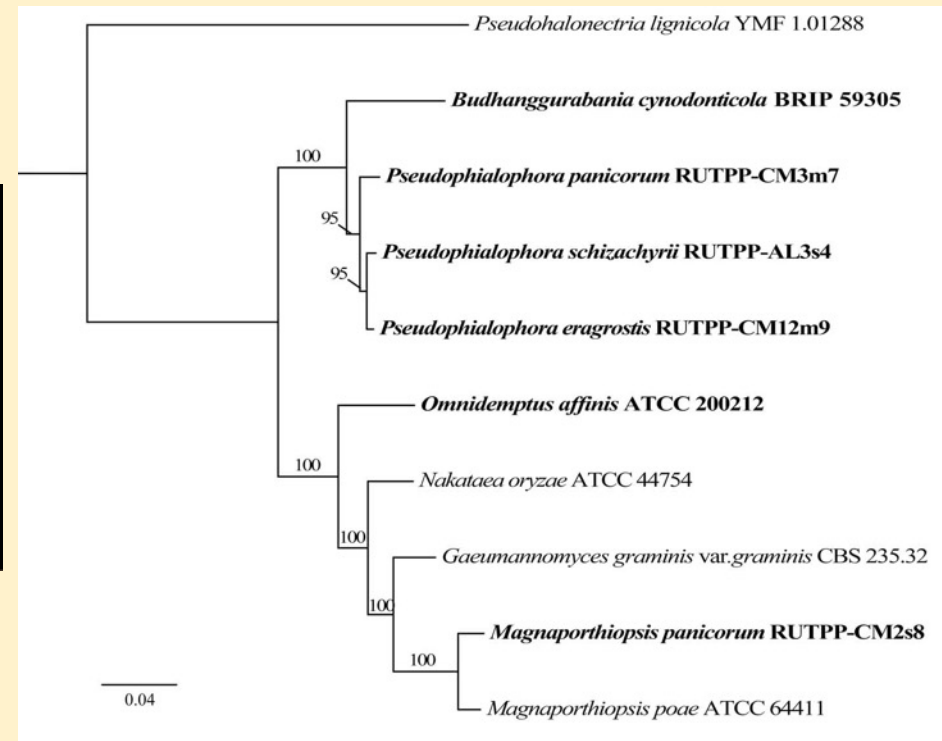 Pseudohalonectria lignicola YMF 1.01288
Budhanggurabania cynodonticola BRIP 59305
100
Pseudophialophora panicorum RUTPP-CM3m7
95
Pseudophialophora schizachyrii RUTPP-AL3s4
95
Pseudophialophora eragrostis RUTPP-CM12m9
Omnidemptus affinis ATCC 200212
100
Nakataea oryzae ATCC 44754
100
Gaeumannomyces graminis var.graminis CBS 235.32
100
Magnaporthiopsis panicorum RUTPP-CM2s8
100
0.04
Magnaporthiopsis poae ATCC 64411